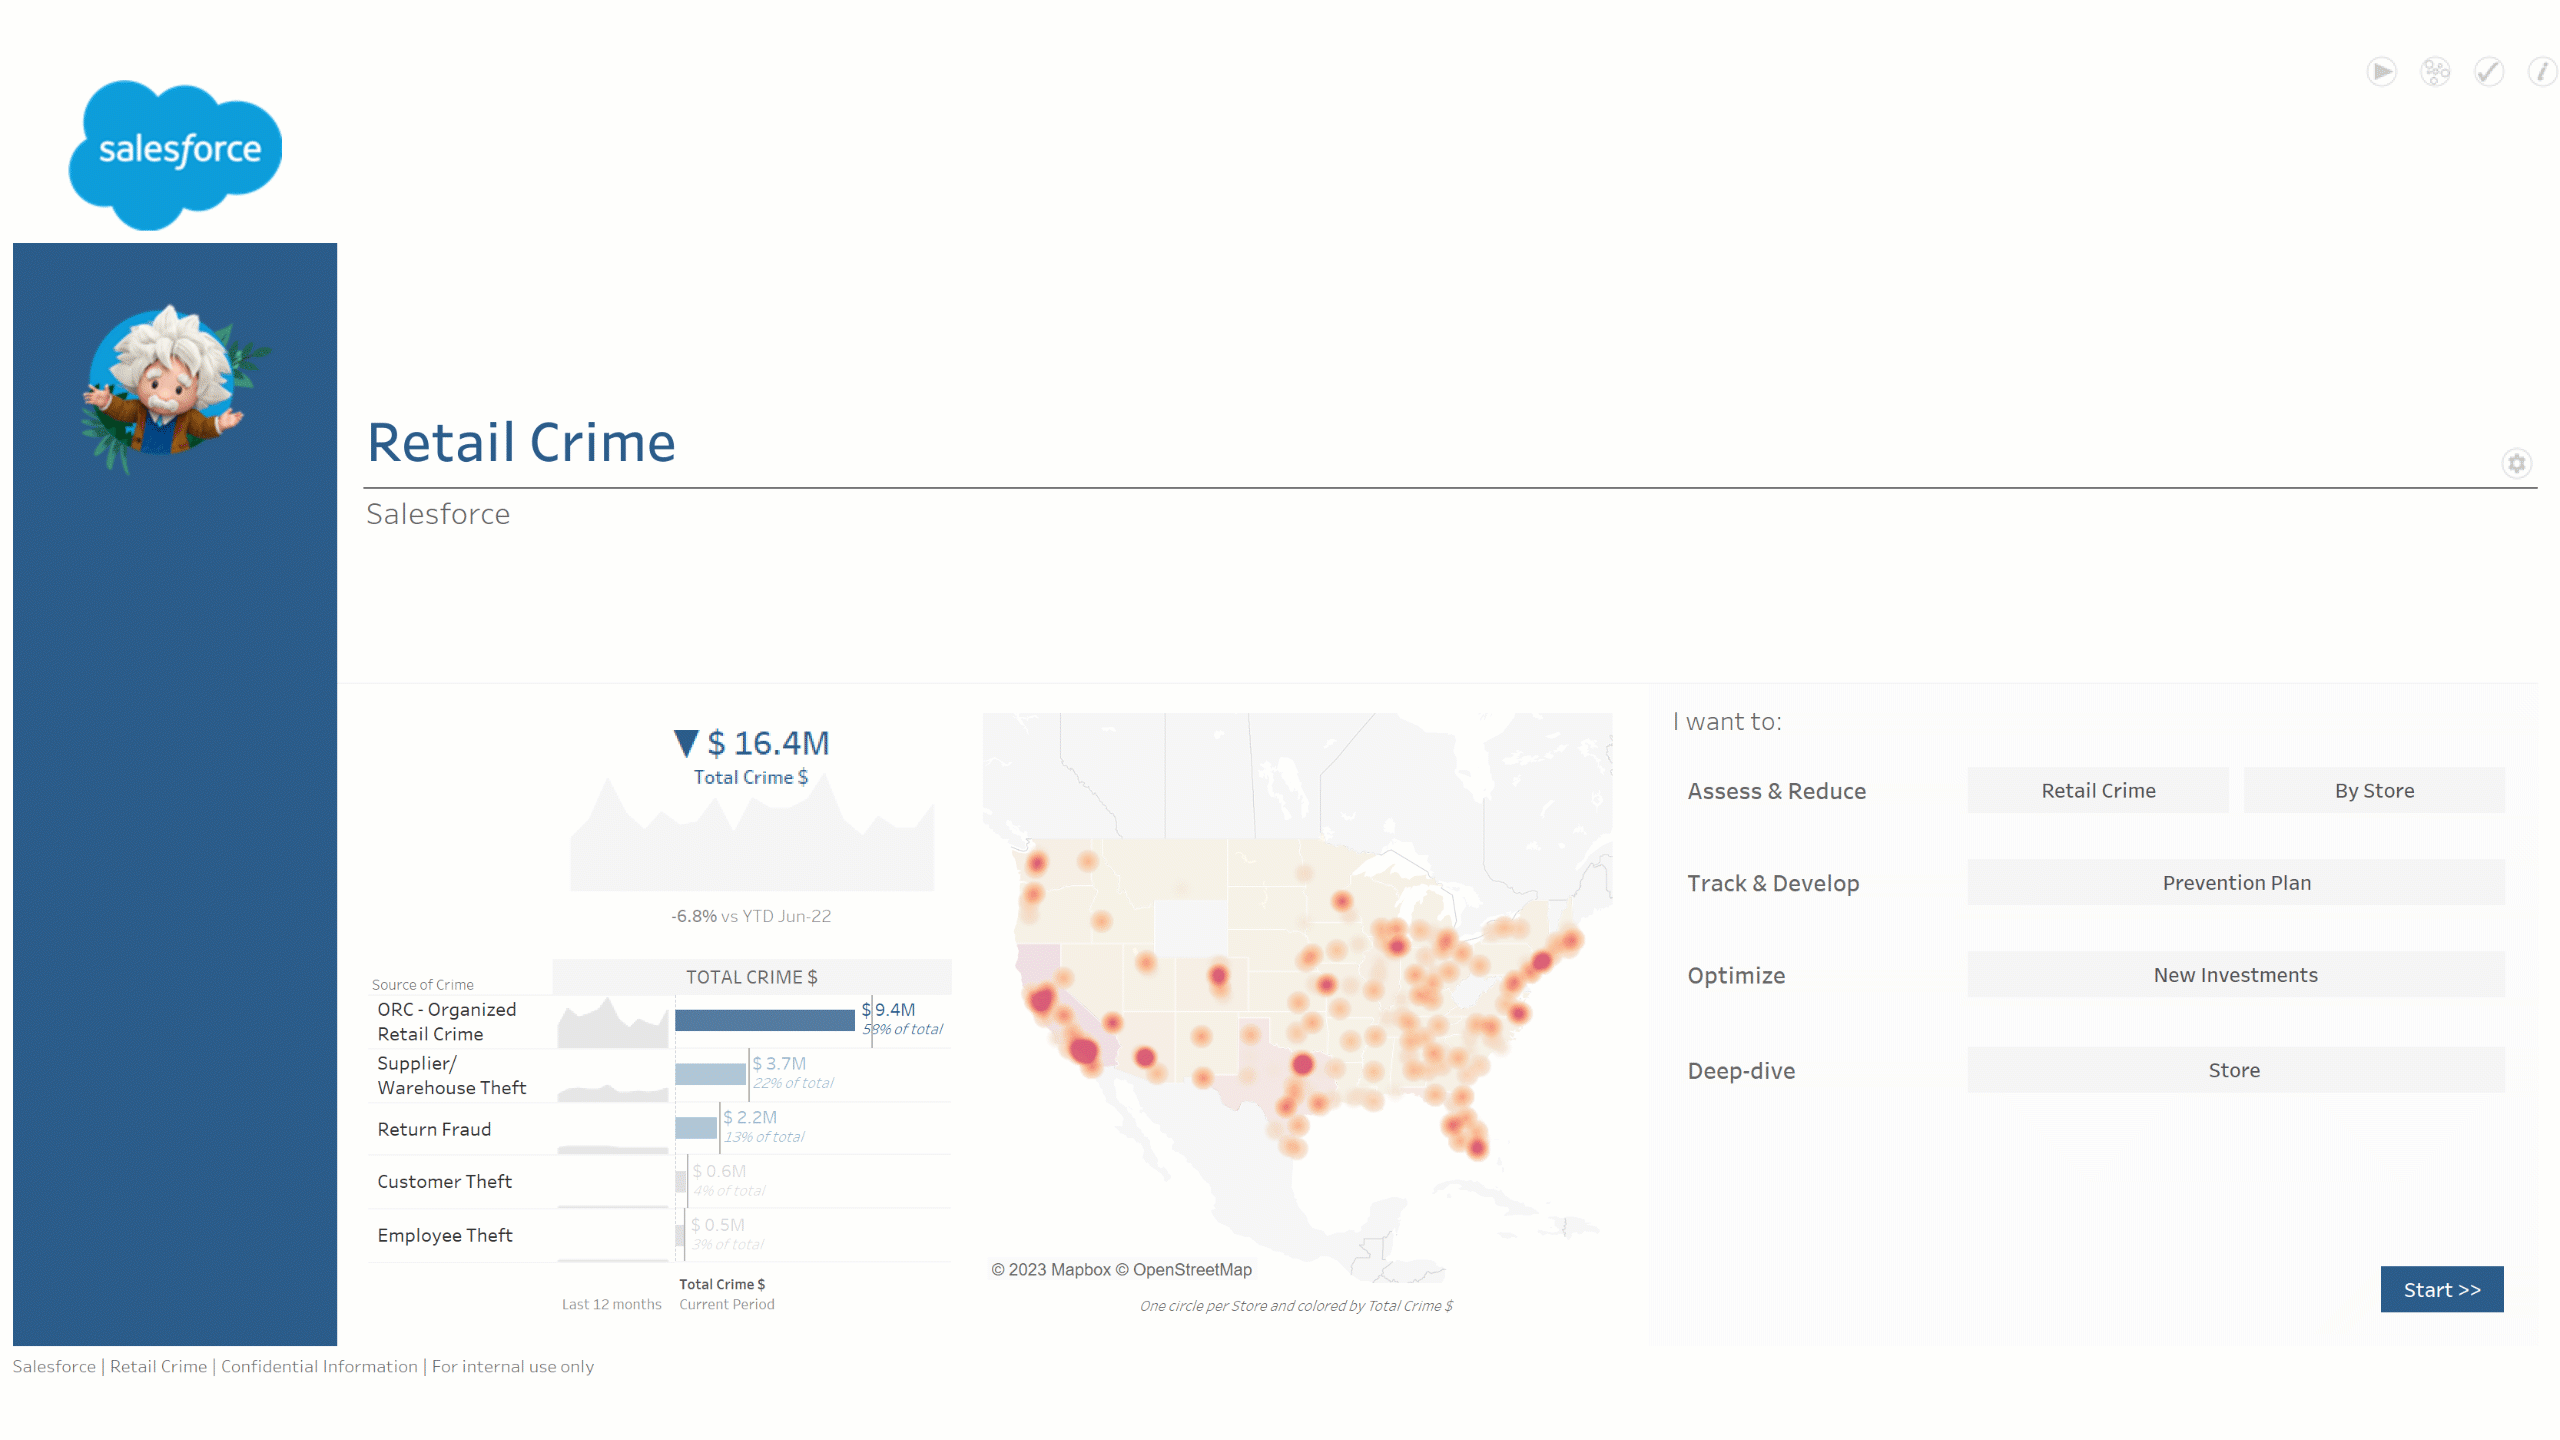 salesforce
Retail Crime
Salesforce
▼ $ 16.4M
Total Crime $
-6.8% vs YTD Jun-22
Source of Crime
TOTAL CRIME $
ORC - Organized
Retail Crime
$ 9.4M
58% of total
Supplier/
Warehouse Theft
$ 3.7M
22% of total
Return Fraud
$ 2.2M
13% of total
Customer Theft
$ 0.6M
4% of total
Employee Theft
$ 0.5M
3% of total
Last 12 months
Total Crime $
Current Period
© 2023 Mapbox © OpenStreetMap
One circle per Store and colored by Total Crime $
I want to:
Assess & Reduce
Retail Crime
By Store
Track & Develop
Prevention Plan
Optimize
New Investments
Deep-dive
Store
Start >>
Salesforce | Retail Crime | Confidential Information | For internal use only